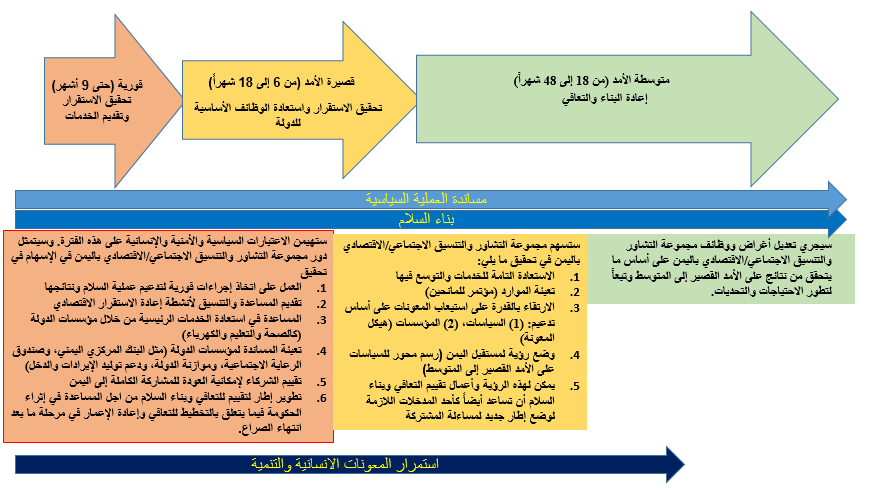 فورية (حتى 9 أشهر)
تحقيق الاستقرار
وتقديم الخدمات
قصيرة الأمد (من 6 إلى 18 شهراً)
تحقيق الاستقرار واستعادة الوظائف الأساسية
للدولة
متوسطة الأمد (من 18 إلى 48 شهراً)
إعادة البناء والتعافي
مساندة العملية السياسية
بناء السلام
ستهيمن الاعتبارات السياسية والأمنية والإنسانية على هذه الفترة. وسيتمثل
دور مجموعة التشاور والتنسيق الاجتماعي/الاقتصادي باليمن في الإسهام في
تحقيق
1. العمل على اتخاذ إجراءات فورية لتدعيم عملية السلام ونتائجها
2. تقديم المساعدة والتنسيق لأنشطة إعادة الاستقرار الاقتصادي
3. المساعدة في استعادة الخدمات الرئيسية من خلال مؤسسات الدولة
(كالصحة والتعليم والكهرباء)
4. تعبئة المساندة لمؤسسات الدولة (مثل البنك المركزي اليمني، وصندوق
الرعاية الاجتماعية، وموازنة الدولة، ودعم توليد الإيرادات والدخل)
5. تقييم الشركاء لإمكانية العودة للمشاركة الكاملة إلى اليمن
6. تطوير إطار لتقييم للتعافي وبناء السلام من اجل المساعدة في إثراء
الحكومة فيما يتعلق بالتخطيط للتعافي وإعادة الإعمار في مرحلة ما بعد
انتهاء الصراع.
ستسهم مجموعة التشاور والتنسيق الاجتماعي/الاقتصادي
باليمن في تحقيق ما يلي:
1. الاستعادة التامة للخدمات والتوسع فيها
2. تعبئة الموارد (مؤتمر للمانحين)
3. الارتقاء بالقدرة على استيعاب المعونات على أساس
تدعيم: (1) السياسات، (2) المؤسسات (هيكل
المعونة)
4. وضع رؤية لمستقبل اليمن (رسم محور للسياسات
على الأمد القصير إلى المتوسط)
5. يمكن لهذه الرؤية وأعمال تقييم التعافي وبناء
السلام أن تساعد أيضاً كأحد المدخلات اللازمة
لوضع إطار جديد لمساءلة المشتركة
سيجري تعديل أغراض ووظائف مجموعة التشاور
والتنسيق الاجتماعي/الاقتصادي باليمن على أساس ما
يتحقق من نتائج على الأمد القصير إلى المتوسط وتبعاً
لتطور الاحتياجات والتحديات.
استمرار المعونات الانسانية والتنمية